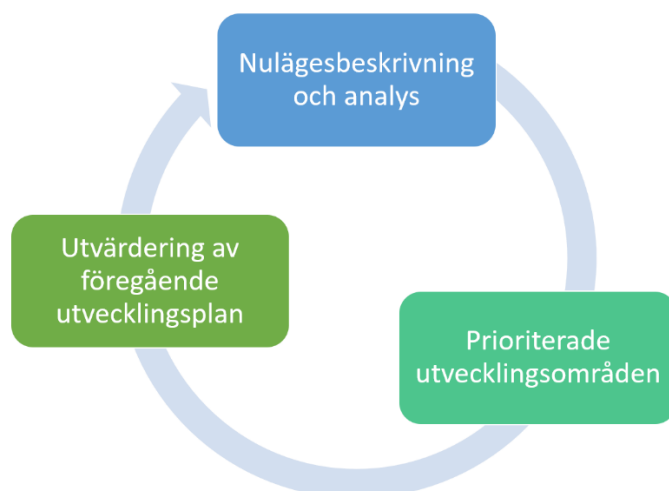 Nulägesbeskrivning
och analys
Utvärdering av
föregående
utvecklingsplan
Prioriterade
utvecklingsområden